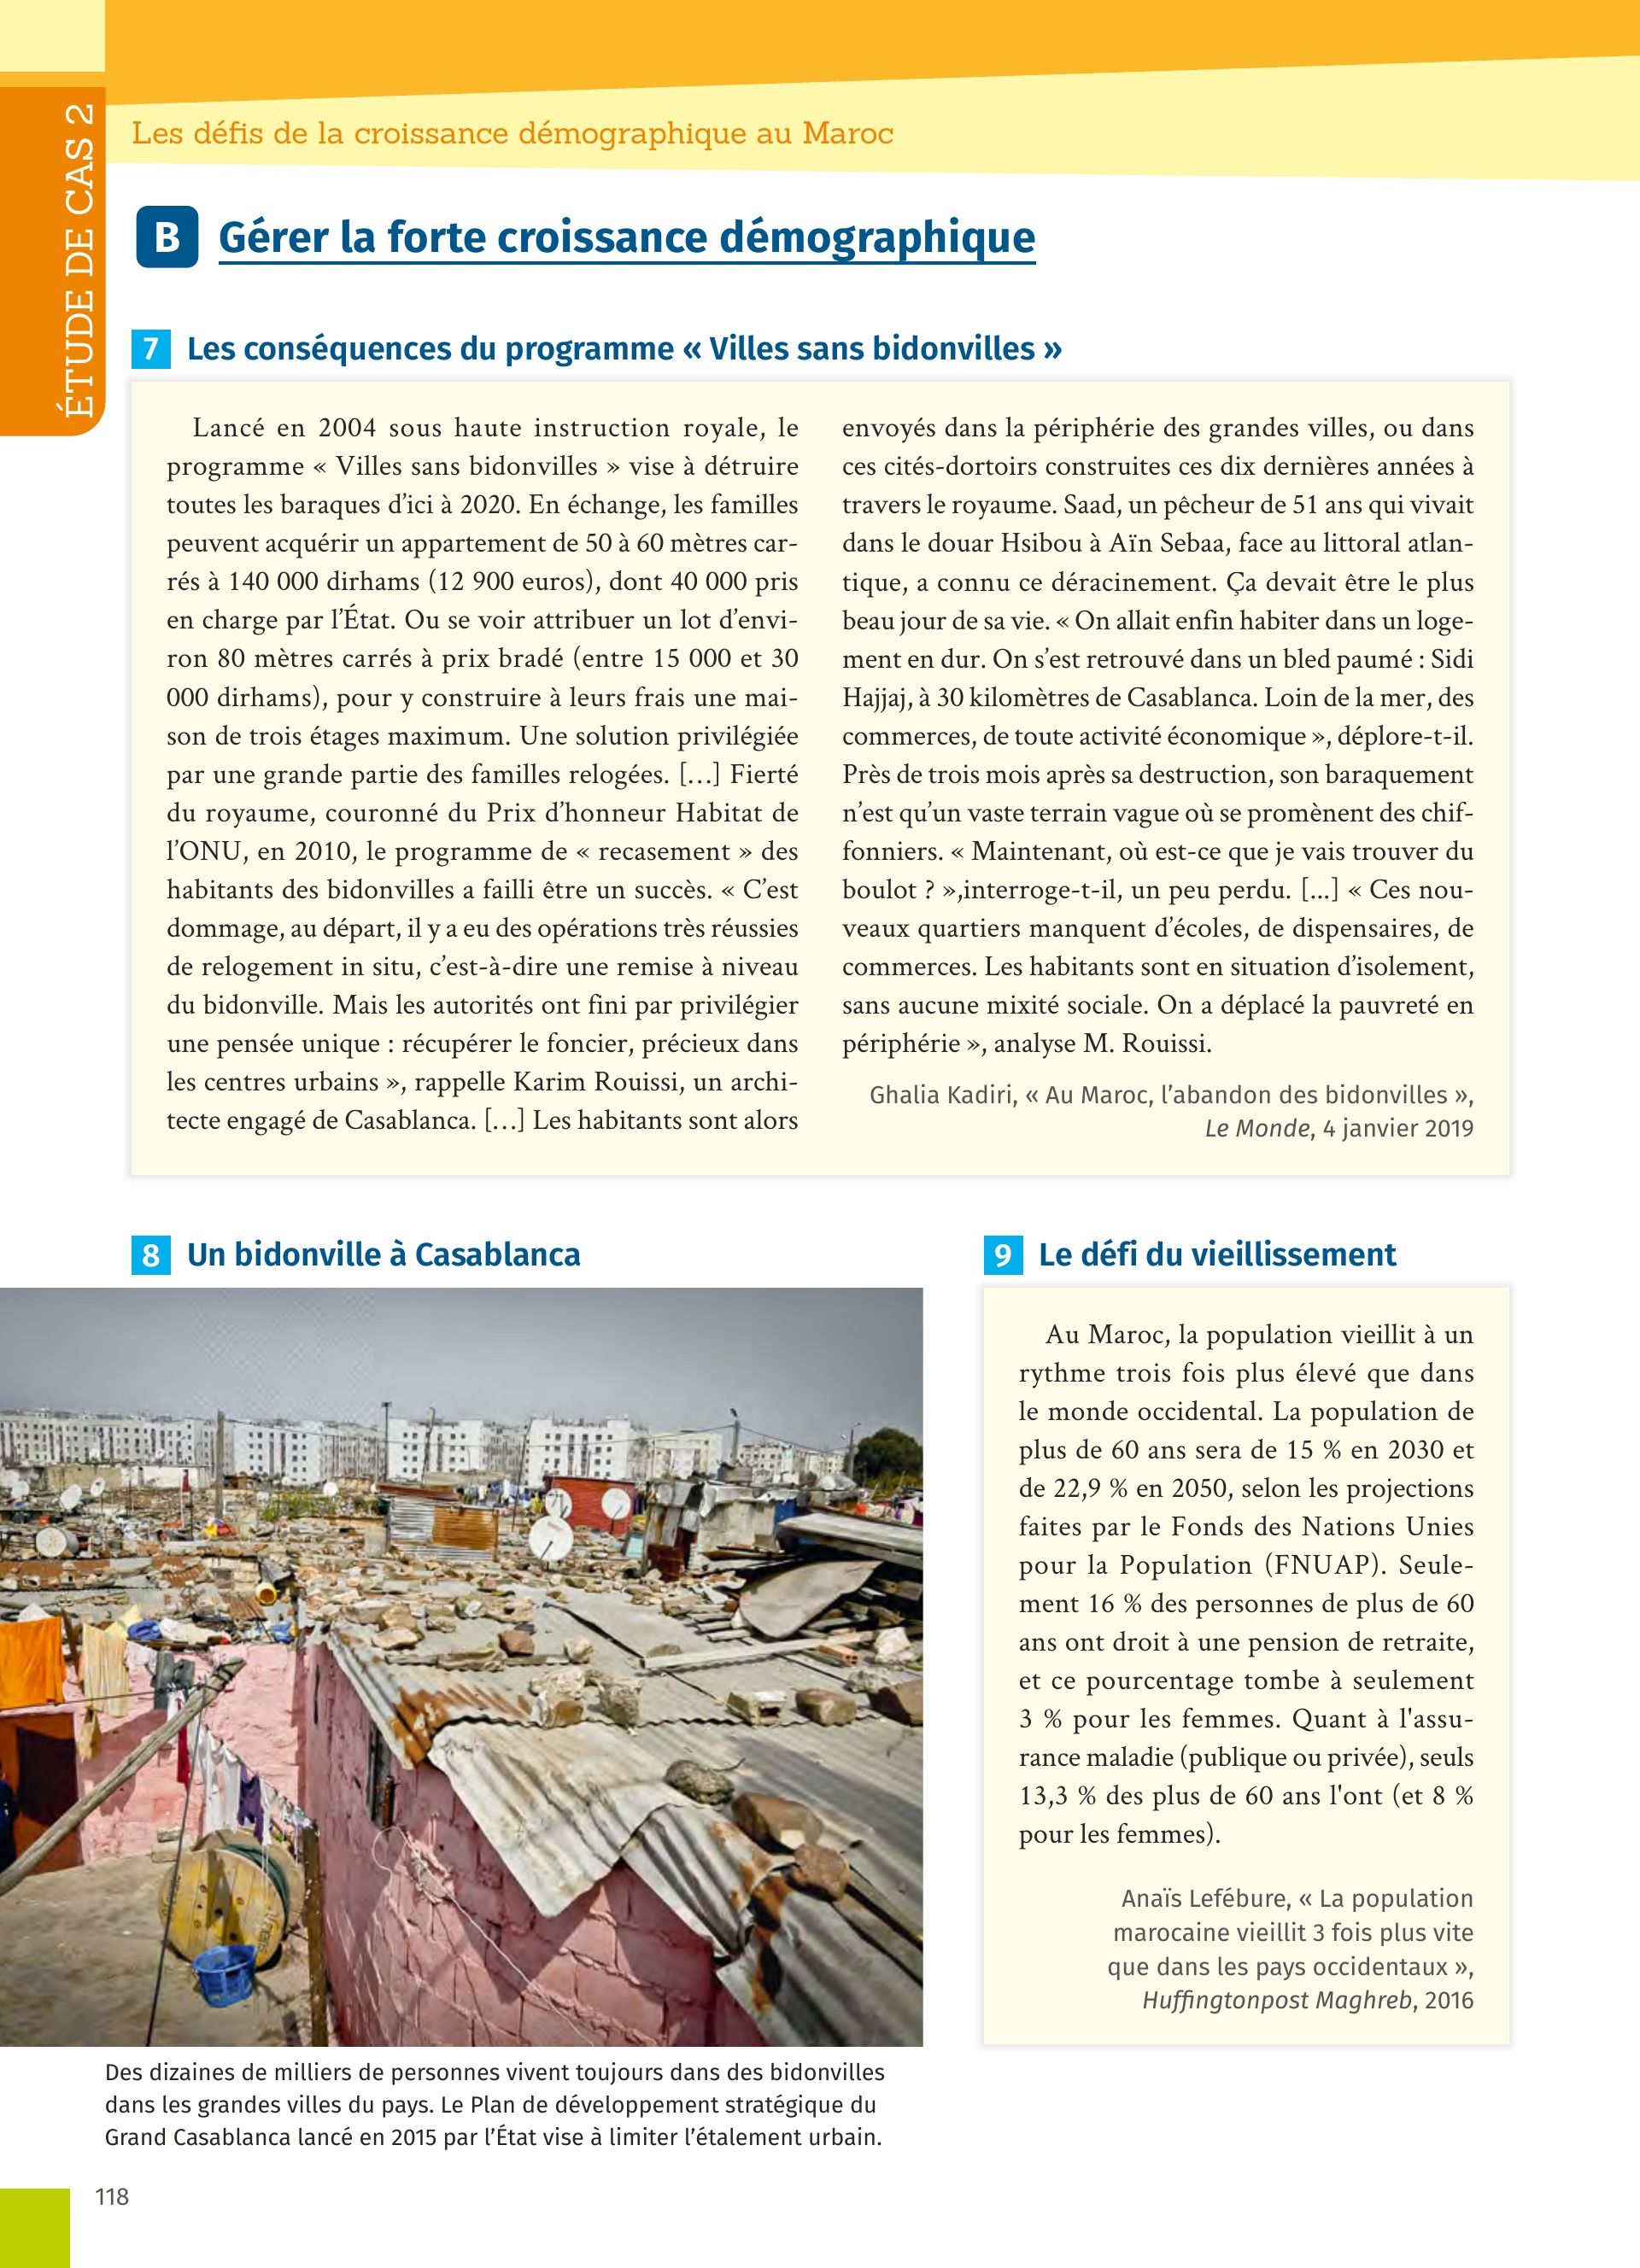 ÉTUDE DE CAS 2
Les défis de la croissance démographique au Maroc
B Gérer la forte croissance démographique
7 Les conséquences du programme « Villes sans bidonvilles »
Lancé en 2004 sous haute instruction royale, le
programme « Villes sans bidonvilles » vise à détruire
toutes les baraques d’ici à 2020. En échange, les familles
peuvent acquérir un appartement de 50 à 60 mètres car-
rés à 140 000 dirhams (12 900 euros), dont 40 000 pris
en charge par l’État. Ou se voir attribuer un lot d’envi-
ron 80 mètres carrés à prix bradé (entre 15 000 et 30
000 dirhams), pour y construire à leurs frais une mai-
son de trois étages maximum. Une solution privilégiée
par une grande partie des familles relogées. […] Fierté
du royaume, couronné du Prix d’honneur Habitat de
l’ONU, en 2010, le programme de « recasement » des
habitants des bidonvilles a failli être un succès. « C’est
dommage, au départ, il y a eu des opérations très réussies
de relogement in situ, c’est-à-dire une remise à niveau
du bidonville. Mais les autorités ont fini par privilégier
une pensée unique : récupérer le foncier, précieux dans
les centres urbains », rappelle Karim Rouissi, un archi-
tecte engagé de Casablanca. […] Les habitants sont alors
envoyés dans la périphérie des grandes villes, ou dans
ces cités-dortoirs construites ces dix dernières années à
travers le royaume. Saad, un pêcheur de 51 ans qui vivait
dans le douar Hsibou à Aïn Sebaa, face au littoral atlan-
tique, a connu ce déracinement. Ça devait être le plus
beau jour de sa vie. « On allait enfin habiter dans un loge-
ment en dur. On s’est retrouvé dans un bled paumé : Sidi
Hajjaj, à 30 kilomètres de Casablanca. Loin de la mer, des
commerces, de toute activité économique », déplore-t-il.
Près de trois mois après sa destruction, son baraquement
n’est qu’un vaste terrain vague où se promènent des chif-
fonniers. « Maintenant, où est-ce que je vais trouver du
boulot ? »,interroge-t-il, un peu perdu. [...] « Ces nou-
veaux quartiers manquent d’écoles, de dispensaires, de
commerces. Les habitants sont en situation d’isolement,
sans aucune mixité sociale. On a déplacé la pauvreté en
périphérie », analyse M. Rouissi.
Ghalia Kadiri, « Au Maroc, l’abandon des bidonvilles »,
Le Monde, 4 janvier 2019
8 Un bidonville à Casablanca
Des dizaines de milliers de personnes vivent toujours dans des bidonvilles
dans les grandes villes du pays. Le Plan de développement stratégique du
Grand Casablanca lancé en 2015 par l’État vise à limiter l’étalement urbain.
9 Le défi du vieillissement
Au Maroc, la population vieillit à un
rythme trois fois plus élevé que dans
le monde occidental. La population de
plus de 60 ans sera de 15 % en 2030 et
de 22,9 % en 2050, selon les projections
faites par le Fonds des Nations Unies
pour la Population (FNUAP). Seule-
ment 16 % des personnes de plus de 60
ans ont droit à une pension de retraite,
et ce pourcentage tombe à seulement
3 % pour les femmes. Quant à l'assu-
rance maladie (publique ou privée), seuls
13,3 % des plus de 60 ans l'ont (et 8 %
pour les femmes).
Anaïs Lefébure, « La population
marocaine vieillit 3 fois plus vite
que dans les pays occidentaux »,
Huffingtonpost Maghreb, 2016
118